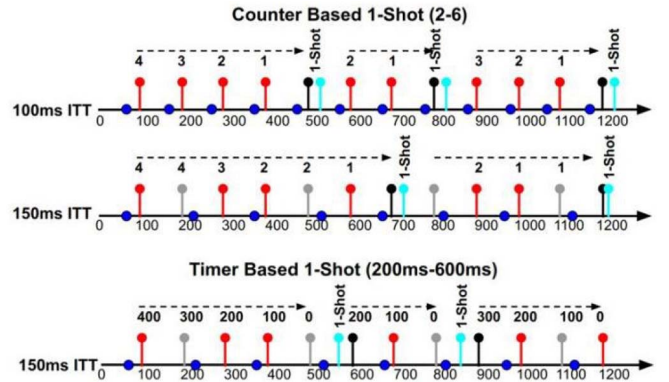 Counter Based 1-Shot (2-6)
4 3 2 1 1-Shot 2 1 1-Shot 3 2 1 1-Shot
100ms ITT
0 100 200 300 400 500 600 700 800 900 1000 1100 1200
4 4 3 2 2 1 1-Shot 2 1 1 1-Shot
150ms ITT
0 100 200 300 400 500 600 700 800 900 1000 1100 1200
Timer Based 1-Shot (200ms-600ms)
400 300 200 100 0 1-Shot 200 100 0 1-Shot 300 200 100 0
150ms ITT
0 100 200 300 400 500 600 700 800 900 1000 1100 1200